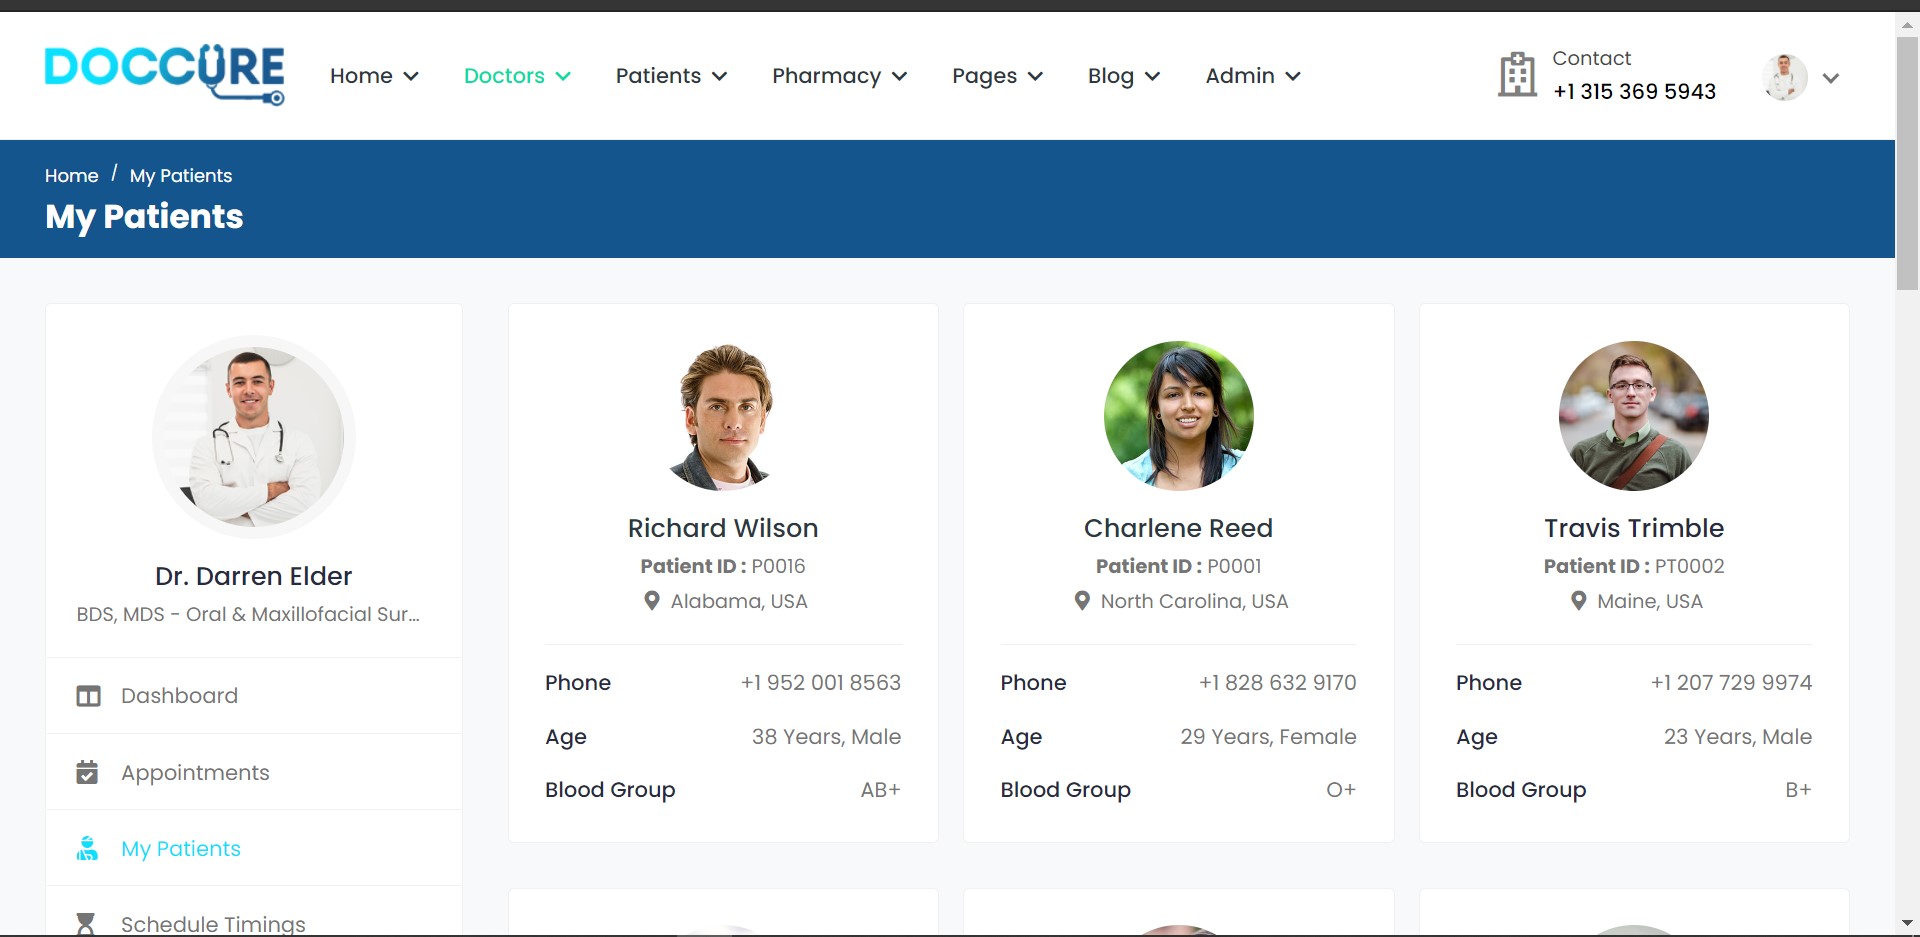 DOCCURE
Home
Doctors
Patients
Pharmacy
Pages
Blog
Admin
Contact
+1 315 369 5943
Home / My Patients
My Patients
Dr. Darren Elder
BDS, MDS - Oral & Maxillofacial Sur...
Dashboard
Appointments
My Patients
Schedule Timings
Richard Wilson
Patient ID : P0016
Alabama, USA
Phone +1 952 001 8563
Age 38 Years, Male
Blood Group AB+
Charlene Reed
Patient ID : P0001
North Carolina, USA
Phone +1 828 632 9170
Age 29 Years, Female
Blood Group O+
Travis Trimble
Patient ID : PT0002
Maine, USA
Phone +1 207 729 9974
Age 23 Years, Male
Blood Group B+